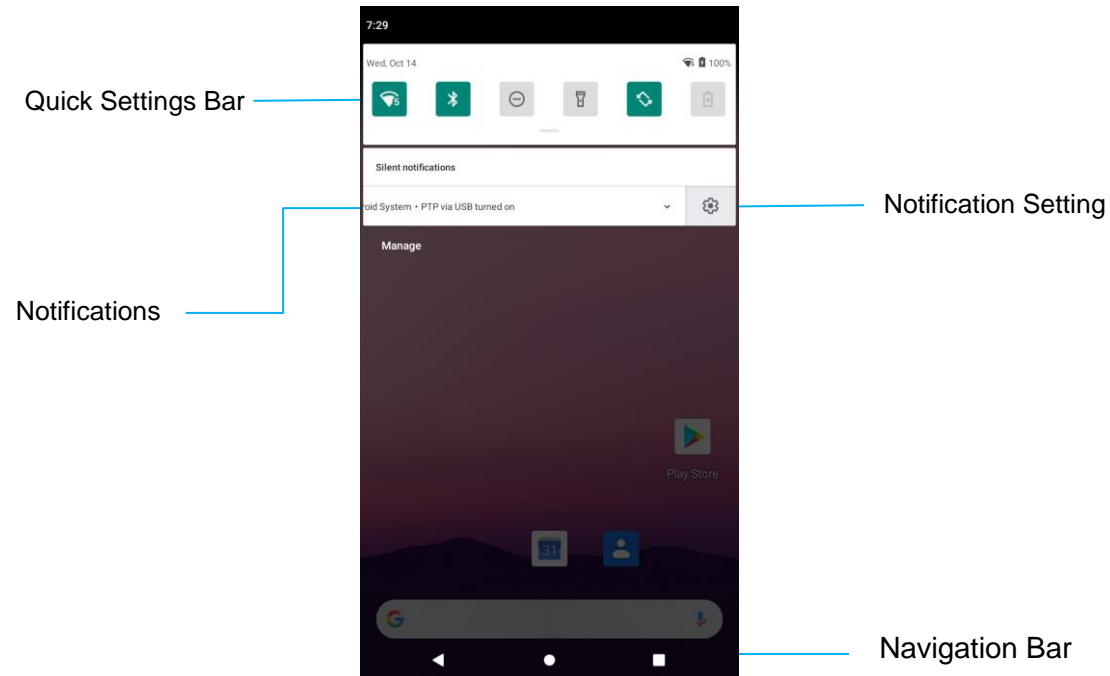 7:29
Wed, Oct 14
100%
5
Quick Settings Bar
Silent notifications
roid System • PTP via USB turned on
Notification Setting
Manage
Notifications
Play Store
31
G
Navigation Bar